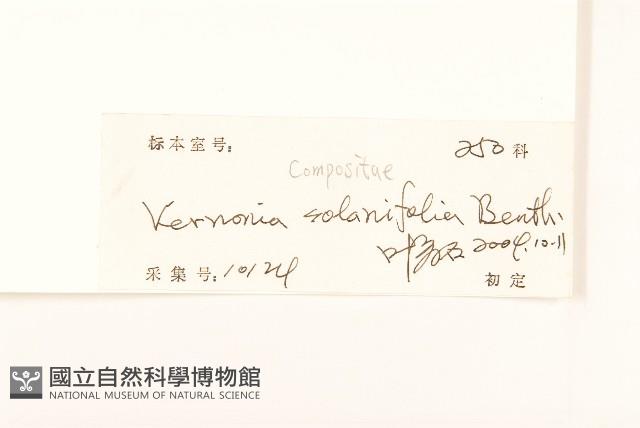 标本室号: 250 科
Compositae
Vernonia solanifolia Benth.
叶 2004.10.11
采集号: 10124
初定
國立自然科學博物館
NATIONAL MUSEUM OF NATURAL SCIENCE